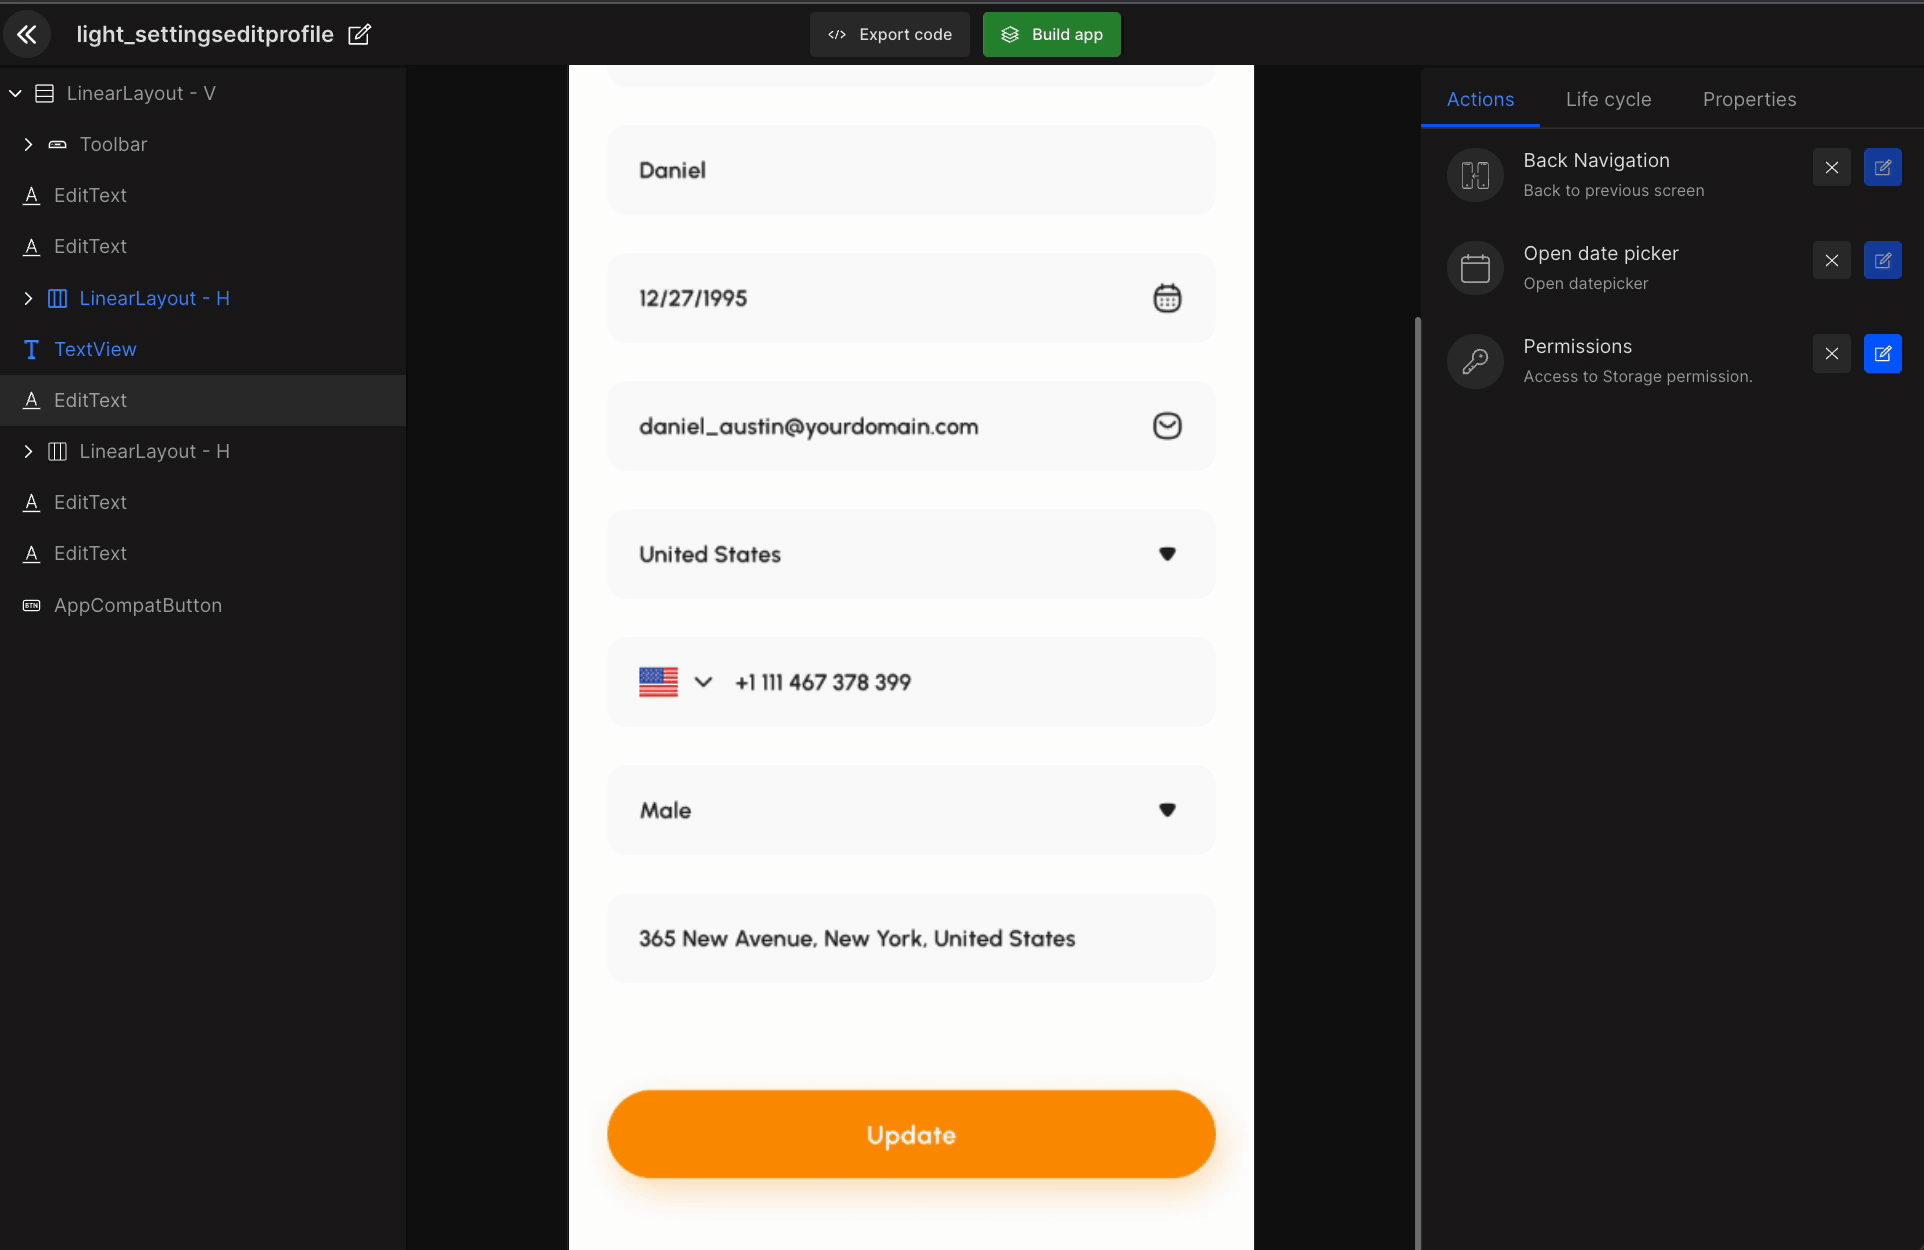 light_settingseditprofile
</> Export code
Build app
LinearLayout - V
Toolbar
A EditText
A EditText
LinearLayout - H
T TextView
A EditText
LinearLayout - H
A EditText
A EditText
BTN AppCompatButton
Daniel
12/27/1995
daniel_austin@yourdomain.com
United States
+1 111 467 378 399
Male
365 New Avenue, New York, United States
Update
Actions Life cycle Properties
Back Navigation
Back to previous screen
Open date picker
Open datepicker
Permissions
Access to Storage permission.